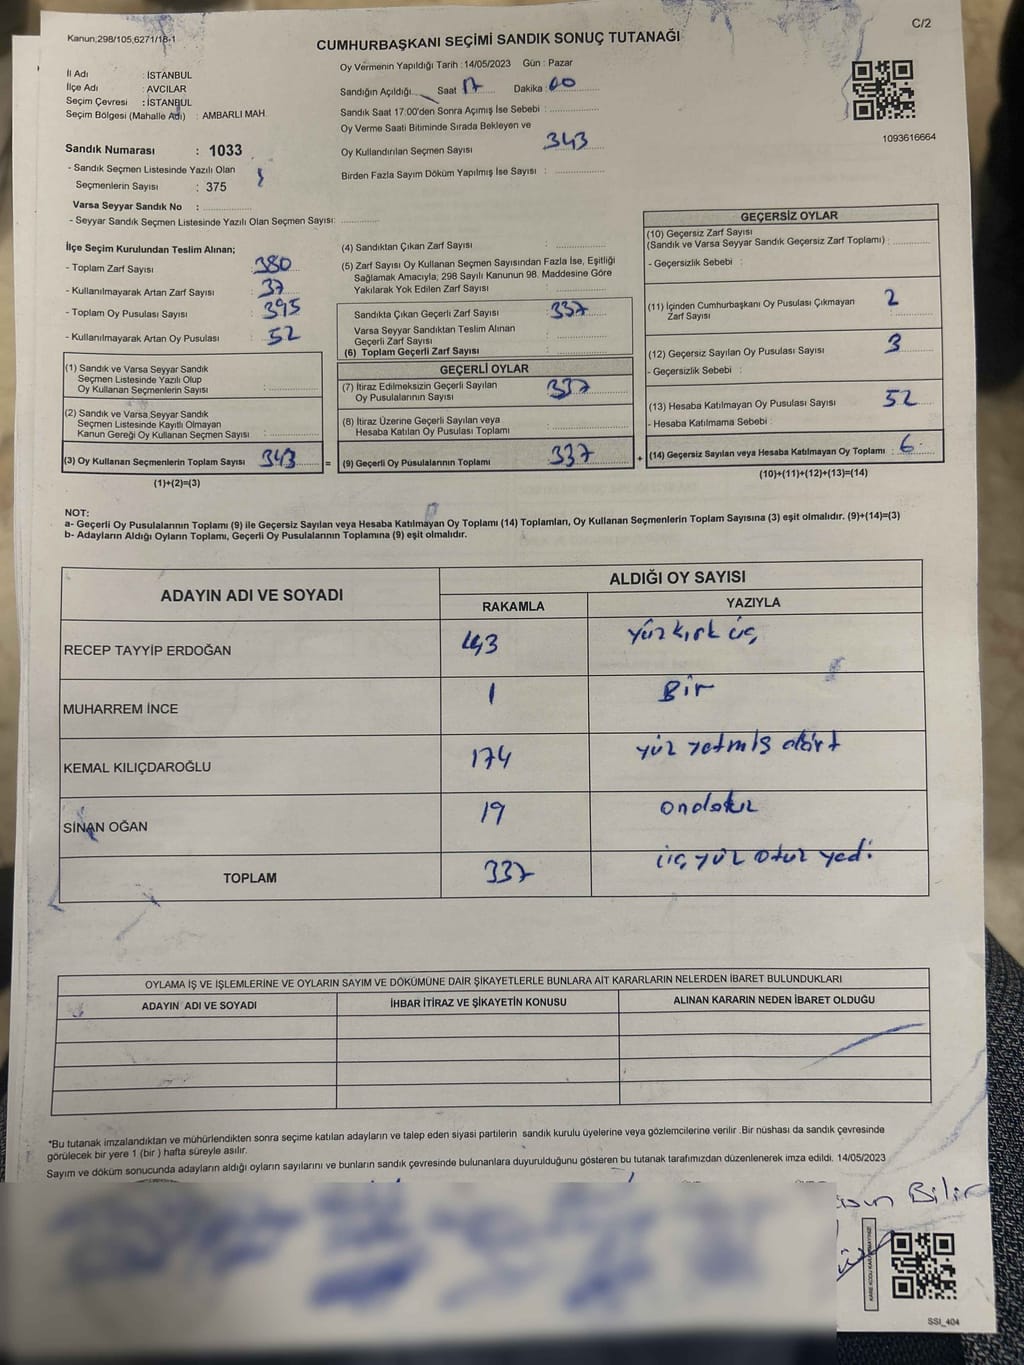 C/2
Kanun;298/105,6271/18-1
CUMHURBAŞKANI SEÇİMİ SANDIK SONUÇ TUTANAĞI
İl Adı : İSTANBUL
İlçe Adı : AVCILAR
Seçim Çevresi : İSTANBUL
Seçim Bölgesi (Mahalle Adı) : AMBARLI MAH.
Sandık Numarası : 1033
- Sandık Seçmen Listesinde Yazılı Olan
Seçmenlerin Sayısı : 375
Varsa Seyyar Sandık No :
- Seyyar Sandık Seçmen Listesinde Yazılı Olan Seçmen Sayısı:
Oy Vermenin Yapıldığı Tarih : 14/05/2023 Gün : Pazar
Sandığın Açıldığı Saat 17 Dakika : 00
Sandık Saat 17:00'den Sonra Açımış İse Sebebi :
Oy Verme Saati Bitiminde Sırada Bekleyen ve
Oy Kullandırılan Seçmen Sayısı : 343
Birden Fazla Sayım Döküm Yapılmış İse Sayısı :
1093616664
İlçe Seçim Kurulundan Teslim Alınan;
- Toplam Zarf Sayısı : 380
- Kullanılmayarak Artan Zarf Sayısı : 37
- Toplam Oy Pusulası Sayısı : 395
- Kullanılmayarak Artan Oy Pusulası : 52
(1) Sandık ve Varsa Seyyar Sandık
Seçmen Listesinde Yazılı Olup
Oy Kullanan Seçmenlerin Sayısı :
(2) Sandık ve Varsa Seyyar Sandık
Seçmen Listesinde Kayıtlı Olmayan
Kanun Gereği Oy Kullanan Seçmen Sayısı :
(3) Oy Kullanan Seçmenlerin Toplam Sayısı 343 =
(1)+(2)=(3)
(4) Sandıktan Çıkan Zarf Sayısı :
(5) Zarf Sayısı Oy Kullanan Seçmen Sayısından Fazla İse, Eşitliği
Sağlamak Amacıyla; 298 Sayılı Kanunun 98. Maddesine Göre
Yakılarak Yok Edilen Zarf Sayısı :
Sandıkta Çıkan Geçerli Zarf Sayısı : 337
Varsa Seyyar Sandıktan Teslim Alınan
Geçerli Zarf Sayısı :
(6) Toplam Geçerli Zarf Sayısı :
GEÇERLİ OYLAR
(7) İtiraz Edilmeksizin Geçerli Sayılan
Oy Pusulalarının Sayısı : 337
(8) İtiraz Üzerine Geçerli Sayılan veya
Hesaba Katılan Oy Pusulası Toplamı :
(9) Geçerli Oy Pusulalarının Toplamı : 337 +
GEÇERSİZ OYLAR
(10) Geçersiz Zarf Sayısı
(Sandık ve Varsa Seyyar Sandık Geçersiz Zarf Toplamı) :
- Geçersizlik Sebebi :
(11) İçinden Cumhurbaşkanı Oy Pusulası Çıkmayan
Zarf Sayısı : 2
(12) Geçersiz Sayılan Oy Pusulası Sayısı : 3
- Geçersizlik Sebebi :
(13) Hesaba Katılmayan Oy Pusulası Sayısı : 52
- Hesaba Katılmama Sebebi :
(14) Geçersiz Sayılan veya Hesaba Katılmayan Oy Toplamı : 6
(10)+(11)+(12)+(13)=(14)
NOT:
a- Geçerli Oy Pusulalarının Toplamı (9) ile Geçersiz Sayılan veya Hesaba Katılmayan Oy Toplamı (14) Toplamları, Oy Kullanan Seçmenlerin Toplam Sayısına (3) eşit olmalıdır. (9)+(14)=(3)
b- Adayların Aldığı Oyların Toplamı, Geçerli Oy Pusulalarının Toplamına (9) eşit olmalıdır.
ADAYIN ADI VE SOYADI
ALDIĞI OY SAYISI
RAKAMLA YAZIYLA
RECEP TAYYİP ERDOĞAN 143 yüzkırk üç
MUHARREM İNCE 1 Bir
KEMAL KILIÇDAROĞLU 174 yüz yetmiş dört
SİNAN OĞAN 19 ondokuz
TOPLAM 337 üç yüz otuz yedi
OYLAMA İŞ VE İŞLEMLERİNE VE OYLARIN SAYIM VE DÖKÜMÜNE DAİR ŞİKAYETLERLE BUNLARA AİT KARARLARIN NELERDEN İBARET BULUNDUKLARI
ADAYIN ADI VE SOYADI İHBAR İTİRAZ VE ŞİKAYETİN KONUSU ALINAN KARARIN NEDEN İBARET OLDUĞU
*Bu tutanak imzalandıktan ve mühürlendikten sonra seçime katılan adayların ve talep eden siyasi partilerin sandık kurulu üyelerine veya gözlemcilerine verilir .Bir nüshası da sandık çevresinde
görülecek bir yere 1 (bir ) hafta süreyle asılır.
Sayım ve döküm sonucunda adayların aldığı oyların sayılarını ve bunların sandık çevresinde bulunanlara duyurulduğunu gösteren bu tutanak tarafımızdan düzenlenerek imza edildi. 14/05/2023
Bilir
SSI_404